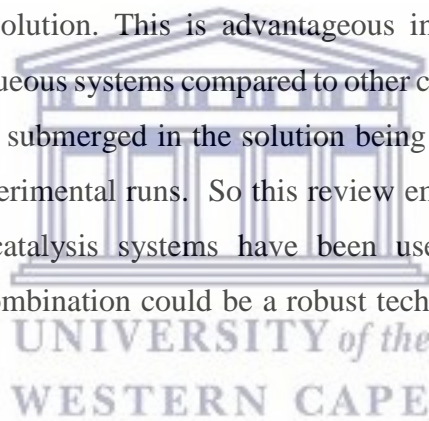 olution. This is advantageous in
ueous systems compared to other c
submerged in the solution being
erimental runs. So this review en
catalysis systems have been use
ombination could be a robust tech
UNIVERSITY of the
WESTERN CAPE